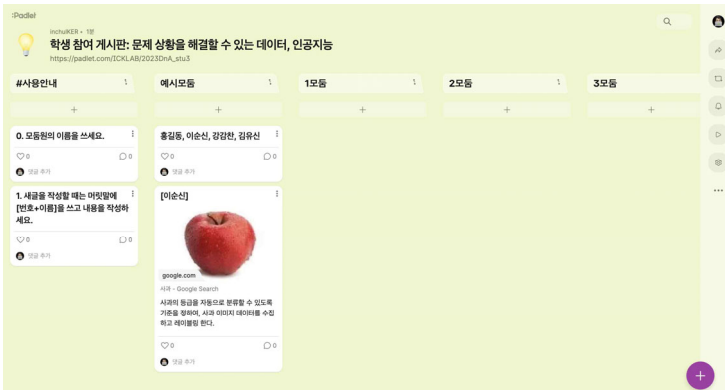 :Padlet
inchulKER • 1분
학생 참여 게시판: 문제 상황을 해결할 수 있는 데이터, 인공지능
https://padlet.com/ICKLAB/2023DnA_stu3
#사용안내
예시모둠
1모둠
2모둠
3모둠
0. 모둠원의 이름을 쓰세요.
0 0
댓글 추가
1. 새글을 작성할 때는 머릿말에
[번호+이름]을 쓰고 내용을 작성하
세요.
0 0
댓글 추가
홍길동, 이순신, 강감찬, 김유신
0 0
댓글 추가
[이순신]
google.com
사과 - Google Search
사과의 등급을 자동으로 분류할 수 있도록
기준을 정하여, 사과 이미지 데이터를 수집
하고 레이블링 한다.
0 0
댓글 추가